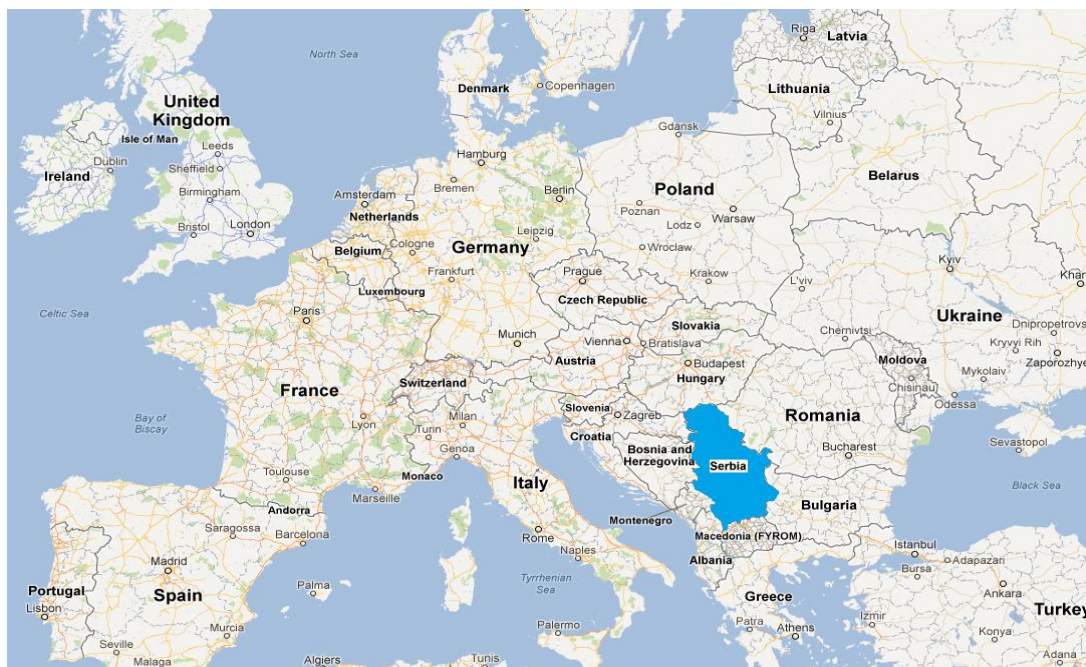 Riga
Latvia
North Sea
Denmark
Copenhagen
Lithuania
Vilnius
United
Kingdom
Isle of Man
Leeds
Dublin
Sheffield
Ireland
Birmingham
Gdansk
Hamburg
Bremen
Belarus
Berlin
Poland
Amsterdam
Poznan
Warsaw
Netherlands
Lodz
Bristol
London
Leipzig
Belgium
Cologne
Germany
Wroclaw
Kyiv
Frankfurt
Prague
Krakow
L'viv
Luxembourg
Czech Republic
Celtic Sea
Paris
Ukraine
Slovakia
Chernivtsi
Dnipropetrovs
Munich
Vienna
Bratislava
Kryvyi Rih
Austria
Budapest
Moldova
Zaporozhye
Hungary
Chisinau
Mykolaiv
France
Switzerland
Odessa
Slovenia
Zagreb
Romania
Bay of
Biscay
Lyon
Milan
Turin
Croatia
Genoa
Bosnia and
Herzegovina
Bucharest
Sevastopol
Serbia
Toulouse
Monaco
Italy
Marseille
Black Sea
Andorra
Bulgaria
Montenegro
Saragossa
Barcelona
Rome
Macedonia (FYROM)
Istanbul
Naples
Albania
Adapazarı
Madrid
Bursa
Tyrrhenian
Sea
Portugal
Spain
Palma
Greece
Ankara
Lisbon
Turkey
Patra
Izmir
Murcia
Palermo
Athens
Konya
Seville
Malaga
Algiers
Tunis
Adana